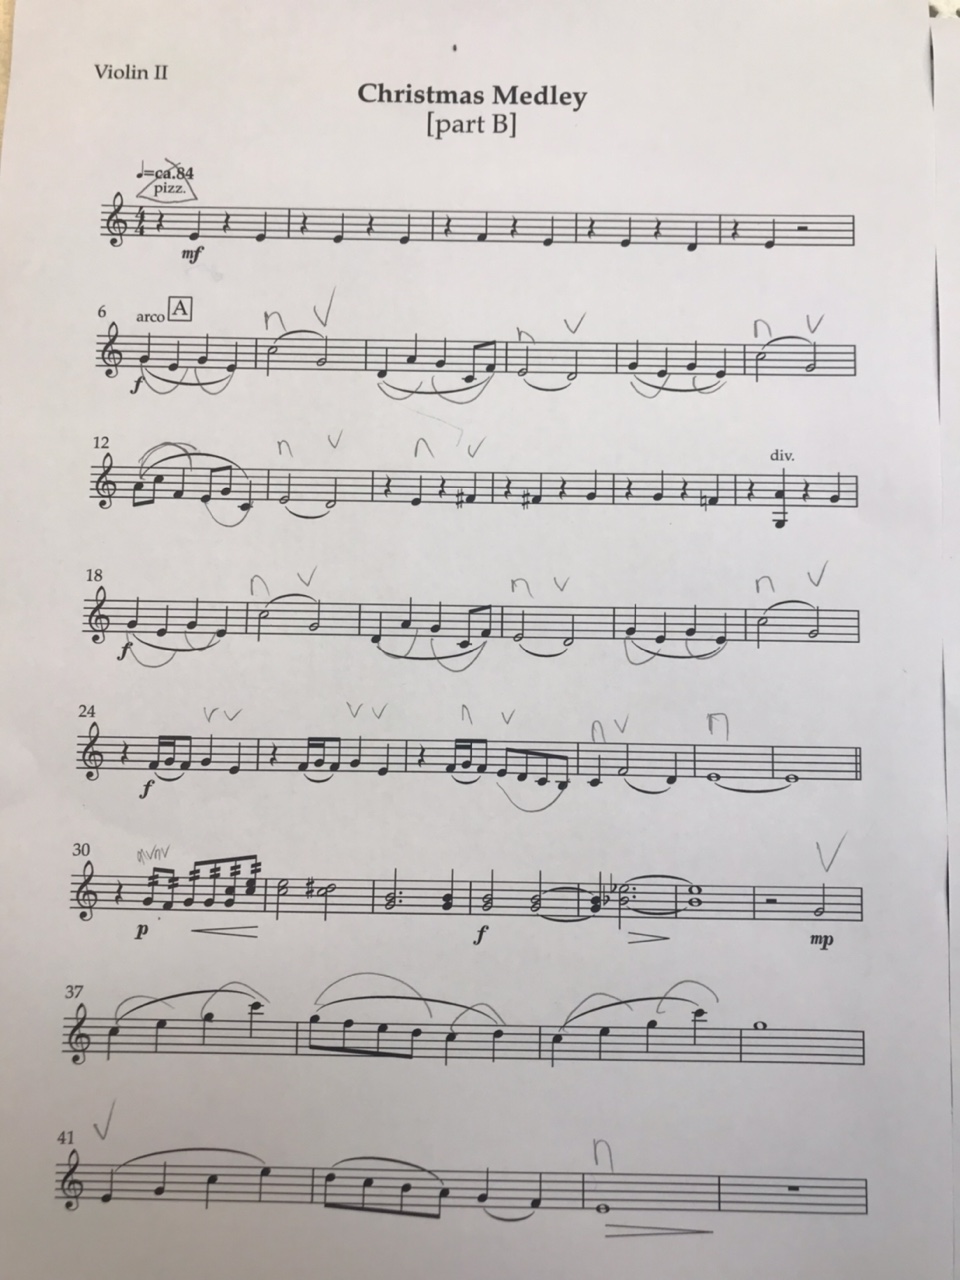 Violin II
Christmas Medley
[part B]
♩=ca.84
pizz.
mf
6 arco A
f
12
div.
18
f
24
f
30
p f mp
37
41